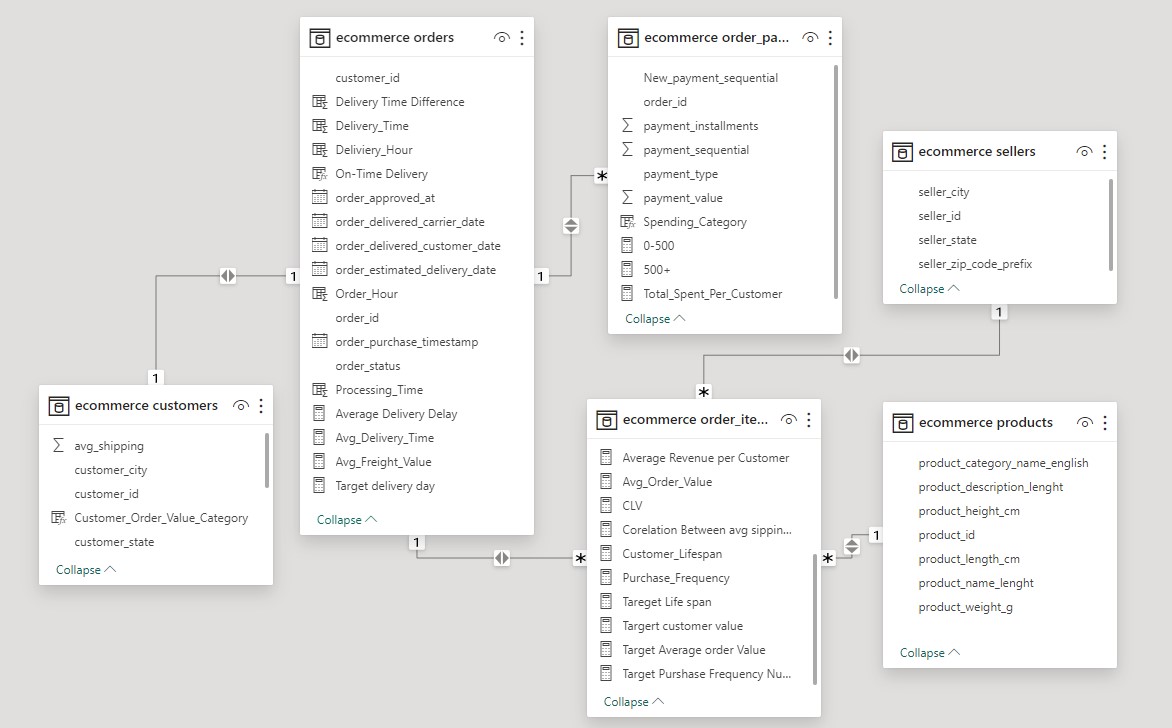 ecommerce orders
customer_id
Delivery Time Difference
Delivery_Time
Deliviery_Hour
On-Time Delivery
order_approved_at
order_delivered_carrier_date
order_delivered_customer_date
order_estimated_delivery_date
Order_Hour
order_id
order_purchase_timestamp
order_status
Processing_Time
Average Delivery Delay
Avg_Delivery_Time
Avg_Freight_Value
Target delivery day
Collapse
ecommerce order_pa...
New_payment_sequential
order_id
payment_installments
payment_sequential
payment_type
payment_value
Spending_Category
0-500
500+
Total_Spent_Per_Customer
Collapse
ecommerce sellers
seller_city
seller_id
seller_state
seller_zip_code_prefix
Collapse
1
1
1
*
1
*
1
*
*
1
ecommerce customers
avg_shipping
customer_city
customer_id
Customer_Order_Value_Category
customer_state
Collapse
ecommerce order_ite...
Average Revenue per Customer
Avg_Order_Value
CLV
Corelation Between avg sippin...
Customer_Lifespan
Purchase_Frequency
Tareget Life span
Targert customer value
Target Average order Value
Target Purshase Frequency Nu...
Collapse
ecommerce products
product_category_name_english
product_description_lenght
product_height_cm
product_id
product_length_cm
product_name_lenght
product_weight_g
Collapse